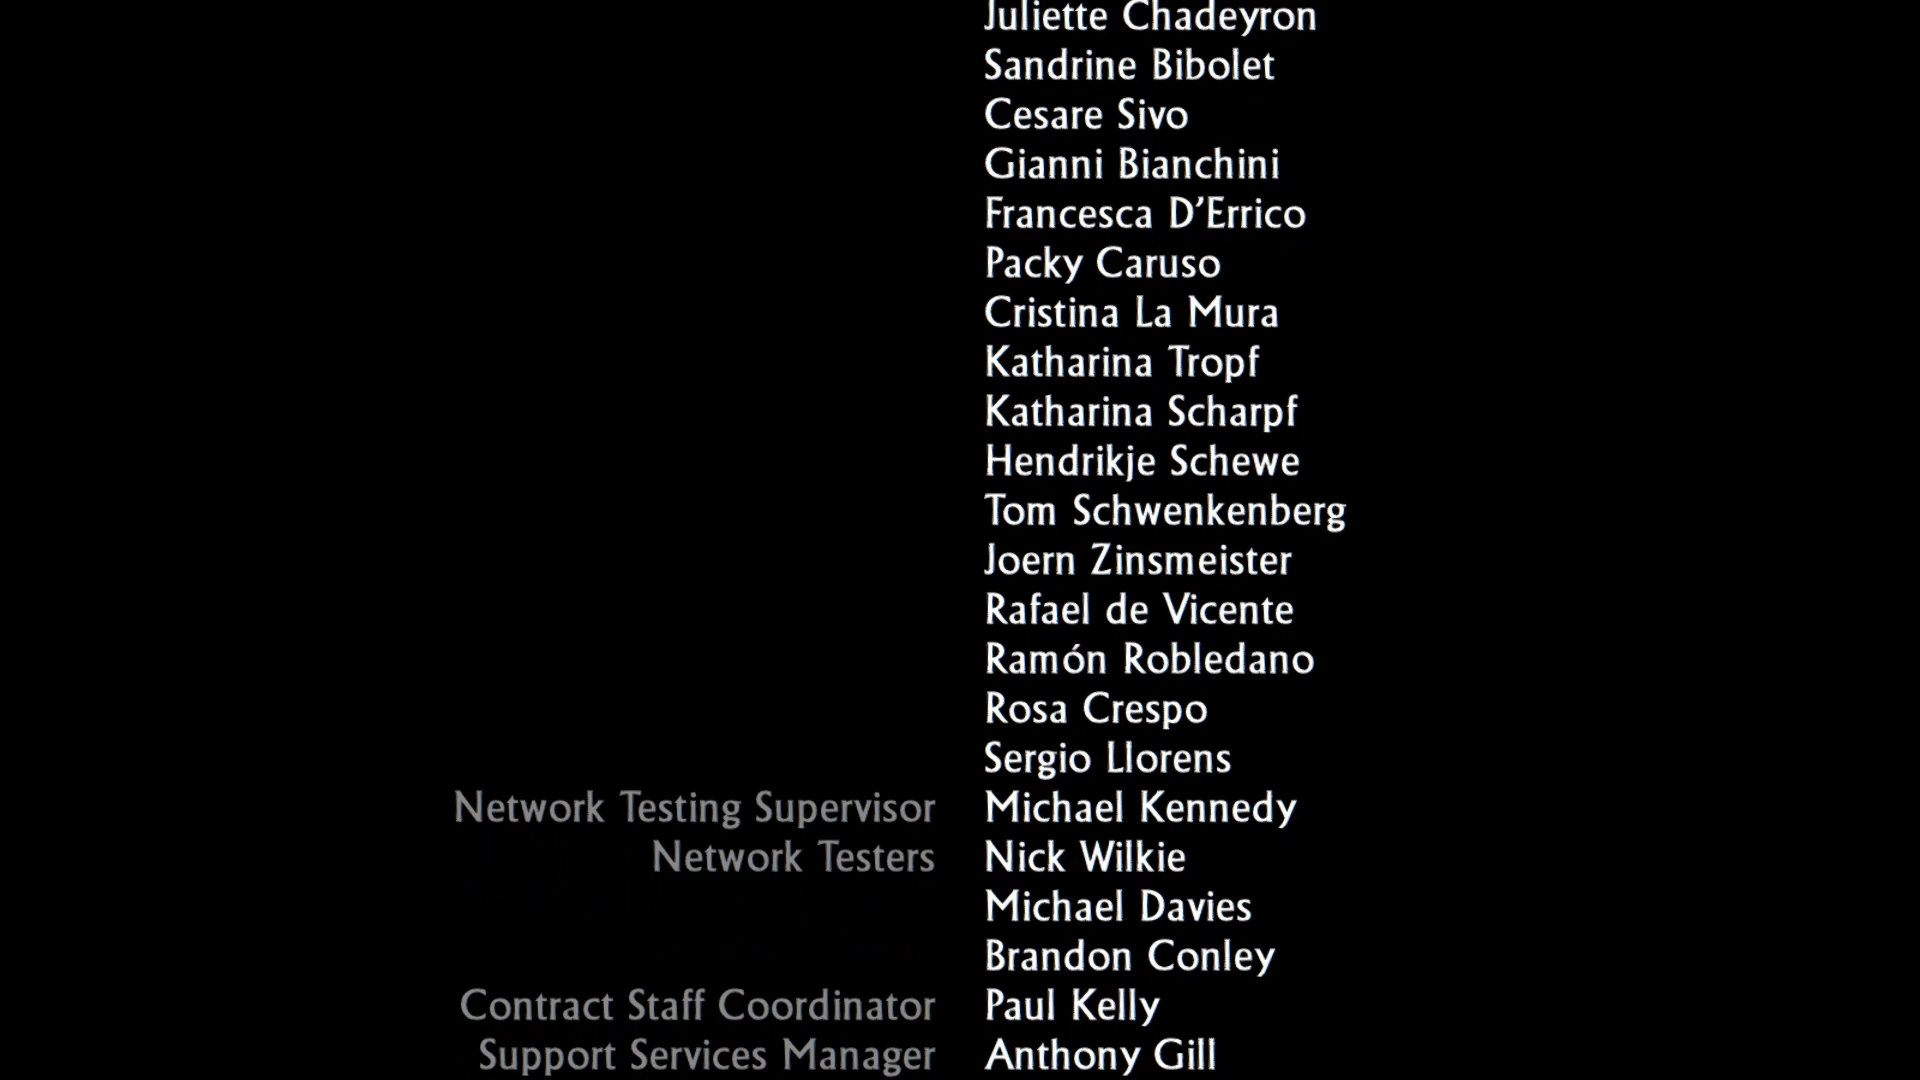 Juliette Chadeyron
Sandrine Bibolet
Cesare Sivo
Gianni Bianchini
Francesca D'Errico
Packy Caruso
Cristina La Mura
Katharina Tropf
Katharina Scharpf
Hendrikje Schewe
Tom Schwenkenberg
Joern Zinsmeister
Rafael de Vicente
Ramón Robledano
Rosa Crespo
Sergio Llorens
Network Testing Supervisor Michael Kennedy
Network Testers Nick Wilkie
Michael Davies
Brandon Conley
Contract Staff Coordinator Paul Kelly
Support Services Manager Anthony Gill